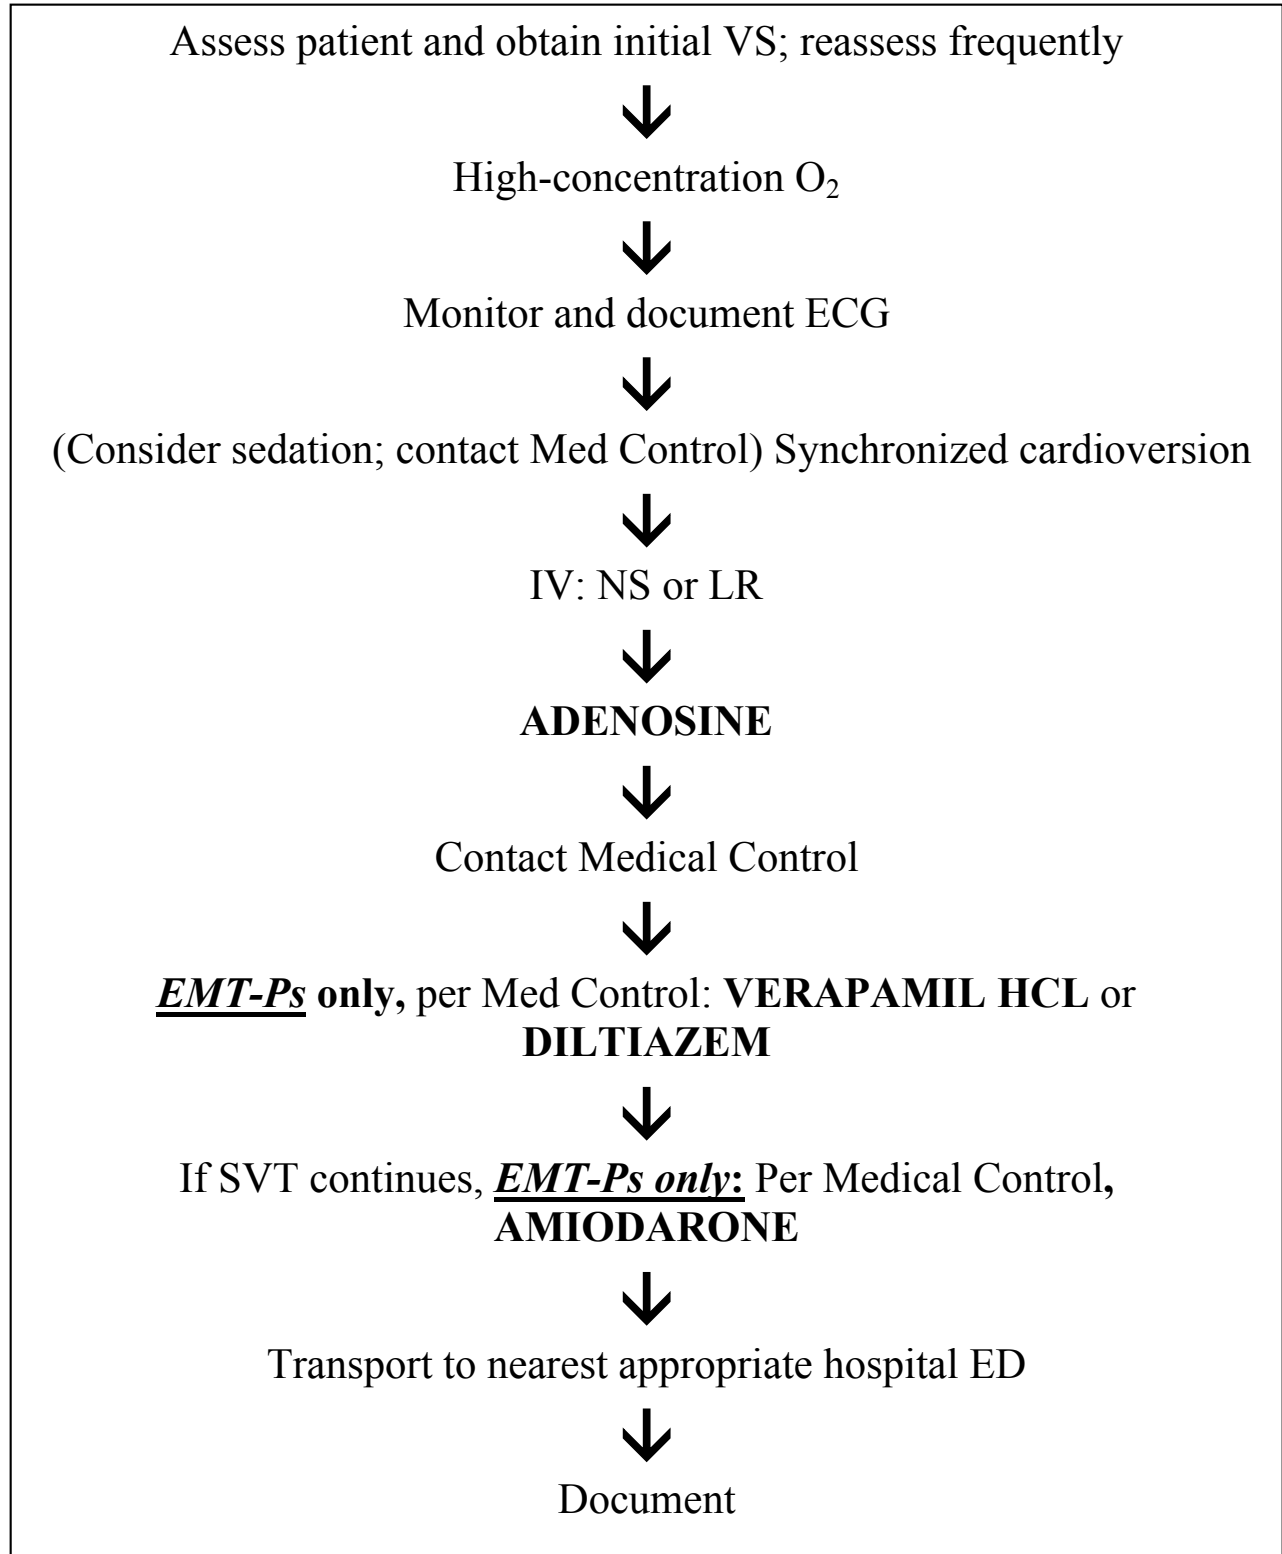 Assess patient and obtain initial VS; reassess frequently
High-concentration O₂
Monitor and document ECG
(Consider sedation; contact Med Control) Synchronized cardioversion
IV: NS or LR
ADENOSINE
Contact Medical Control
EMT-Ps only, per Med Control: VERAPAMIL HCL or
DILTIAZEM
If SVT continues, EMT-Ps only: Per Medical Control,
AMIODARONE
Transport to nearest appropriate hospital ED
Document